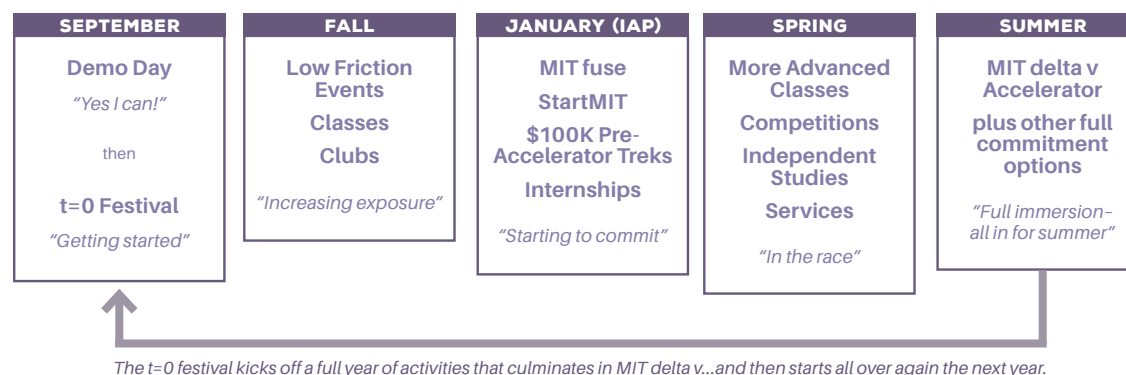 SEPTEMBER
Demo Day
"Yes I can!"
then
t=0 Festival
"Getting started"
FALL
Low Friction
Events
Classes
Clubs
"Increasing exposure"
JANUARY (IAP)
MIT fuse
StartMIT
$100K Pre-
Accelerator Treks
Internships
"Starting to commit"
SPRING
More Advanced
Classes
Competitions
Independent
Studies
Services
"In the race"
SUMMER
MIT delta v
Accelerator
plus other full
commitment
options
"Full immersion–
all in for summer"
The t=0 festival kicks off a full year of activities that culminates in MIT delta v...and then starts all over again the next year.